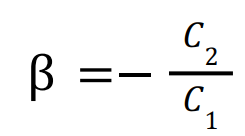 β = − C₂ / C₁